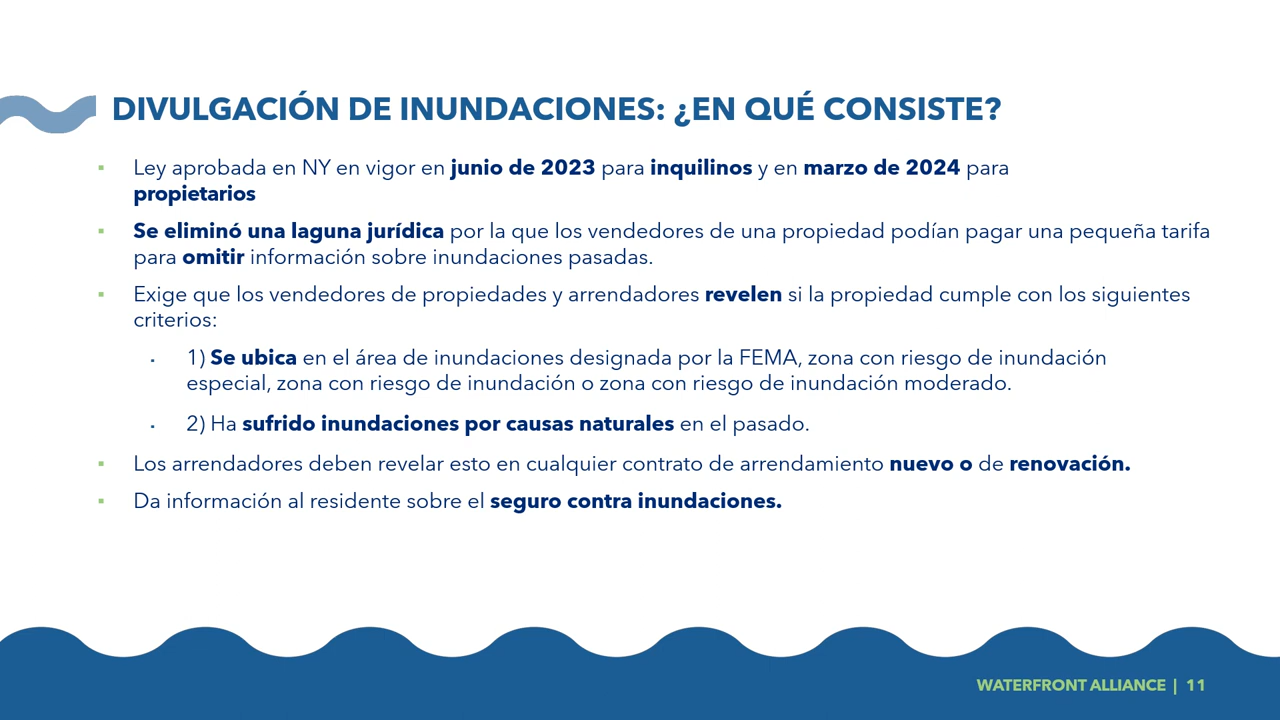 DIVULGACIÓN DE INUNDACIONES: ¿EN QUÉ CONSISTE?
Ley aprobada en NY en vigor en junio de 2023 para inquilinos y en marzo de 2024 para
propietarios
Se eliminó una laguna jurídica por la que los vendedores de una propiedad podían pagar una pequeña tarifa
para omitir información sobre inundaciones pasadas.
Exige que los vendedores de propiedades y arrendadores revelen si la propiedad cumple con los siguientes
criterios:
1) Se ubica en el área de inundaciones designada por la FEMA, zona con riesgo de inundación
especial, zona con riesgo de inundación o zona con riesgo de inundación moderado.
2) Ha sufrido inundaciones por causas naturales en el pasado.
Los arrendadores deben revelar esto en cualquier contrato de arrendamiento nuevo o de renovación.
Da información al residente sobre el seguro contra inundaciones.
WATERFRONT ALLIANCE | 11